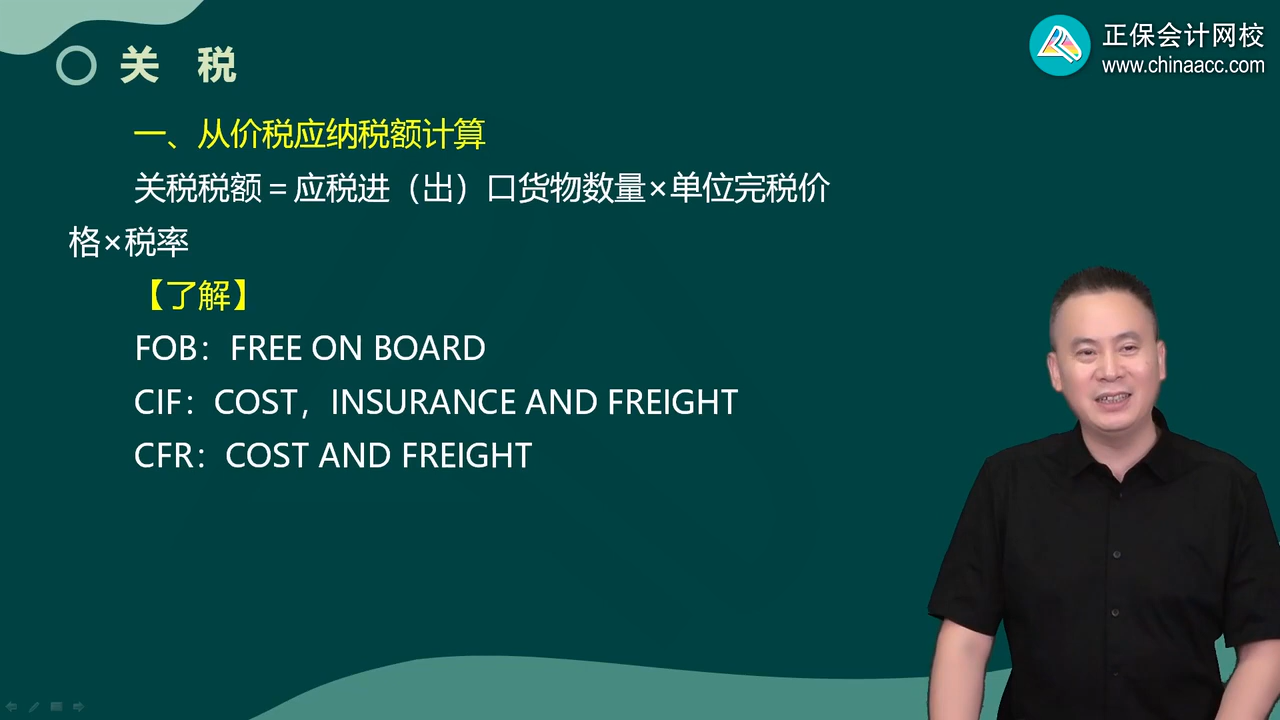 关 税
正保会计网校
www.chinaacc.com
一、从价税应纳税额计算
关税税额＝应税进（出）口货物数量×单位完税价
格×税率
【了解】
FOB：FREE ON BOARD
CIF：COST，INSURANCE AND FREIGHT
CFR：COST AND FREIGHT